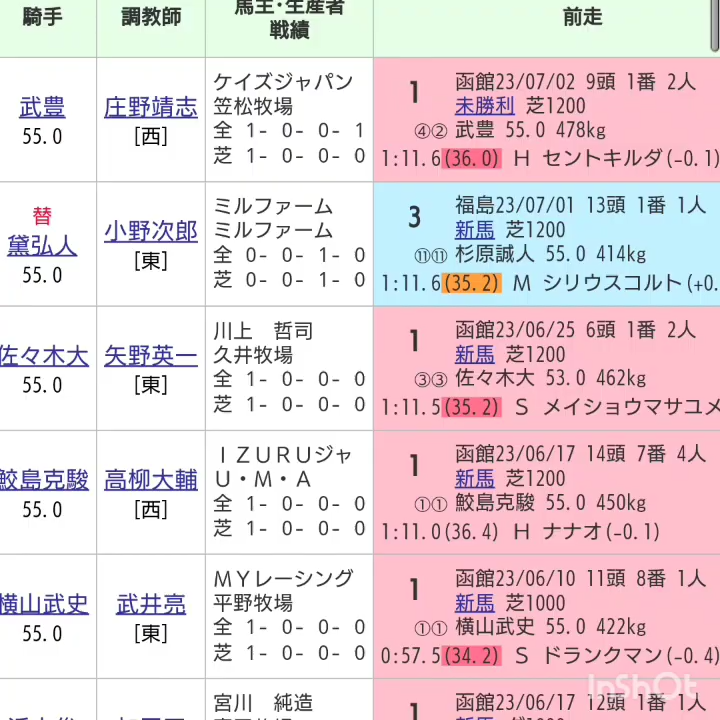 騎手 調教師 馬主・生産者 戦績 前走
武豊 55.0
庄野靖志 [西]
ケイズジャパン
笠松牧場
全 1- 0- 0- 1
芝 1- 0- 0- 0
1 函館23/07/02 9頭 1番 2人
未勝利 芝1200
④② 武豊 55.0 478kg
1:11.6(36.0) H セントキルダ(-0.1)
替
黛弘人 55.0
小野次郎 [東]
ミルファーム
ミルファーム
全 0- 0- 1- 0
芝 0- 0- 1- 0
3 福島23/07/01 13頭 1番 1人
新馬 芝1200
⑪⑪ 杉原誠人 55.0 414kg
1:11.6(35.2) M シリウスコルト(+0.
佐々木大 55.0
矢野英一 [東]
川上 哲司
久井牧場
全 1- 0- 0- 0
芝 1- 0- 0- 0
1 函館23/06/25 6頭 1番 2人
新馬 芝1200
③③ 佐々木大 53.0 462kg
1:11.5(35.2) S メイショウマサユメ
鮫島克駿 55.0
高柳大輔 [西]
IZURUジャ
U・M・A
全 1- 0- 0- 0
芝 1- 0- 0- 0
1 函館23/06/17 14頭 7番 4人
新馬 芝1200
①① 鮫島克駿 55.0 450kg
1:11.0(36.4) H ナナオ(-0.1)
横山武史 55.0
武井亮 [東]
MYレーシング
平野牧場
全 1- 0- 0- 0
芝 1- 0- 0- 0
1 函館23/06/10 11頭 8番 1人
新馬 芝1000
①① 横山武史 55.0 422kg
0:57.5(34.2) S ドランクマン(-0.4)
宮川 純造
1 函館23/06/17 12頭 1番 1人
InShOt